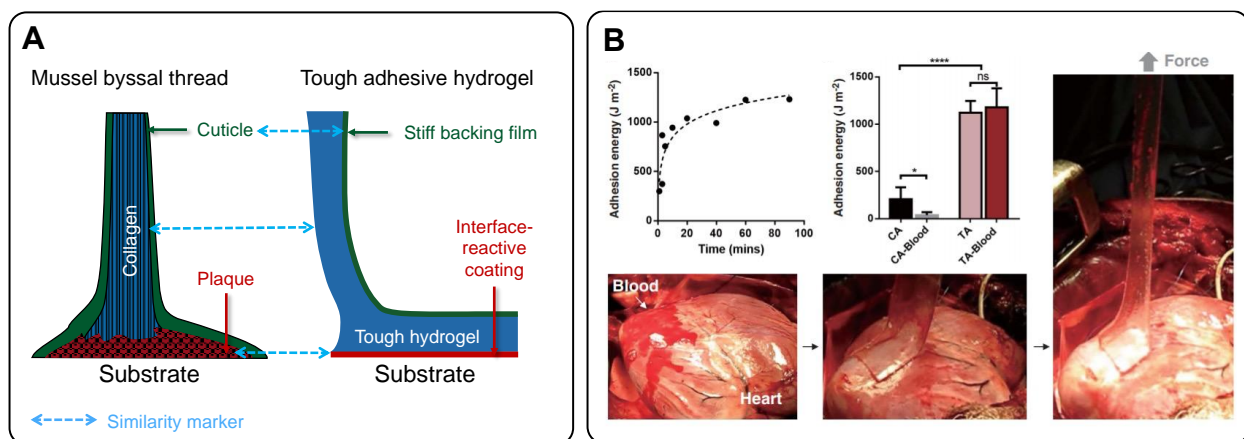 A
Mussel byssal thread
Tough adhesive hydrogel
Cuticle
Stiff backing film
Collagen
Interface-
reactive
coating
Plaque
Tough hydrogel
Substrate
Substrate
Similarity marker
B
Adhesion energy (J m-2)
1500
1000
500
0
0
20
40
60
80
100
Time (mins)
Adhesion energy (J m-2)
1500
1000
500
0
****
ns
*
CA
CA-Blood
TA
TA-Blood
Force
Blood
Heart